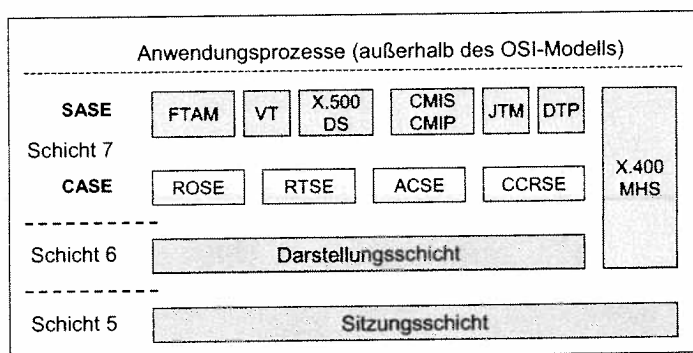 Anwendungsprozesse (außerhalb des OSI-Modells)
SASE
FTAM
VT
X.500
DS
CMIS
CMIP
JTM
DTP
X.400
MHS
Schicht 7
CASE
ROSE
RTSE
ACSE
CCRSE
Schicht 6
Darstellungsschicht
Schicht 5
Sitzungsschicht